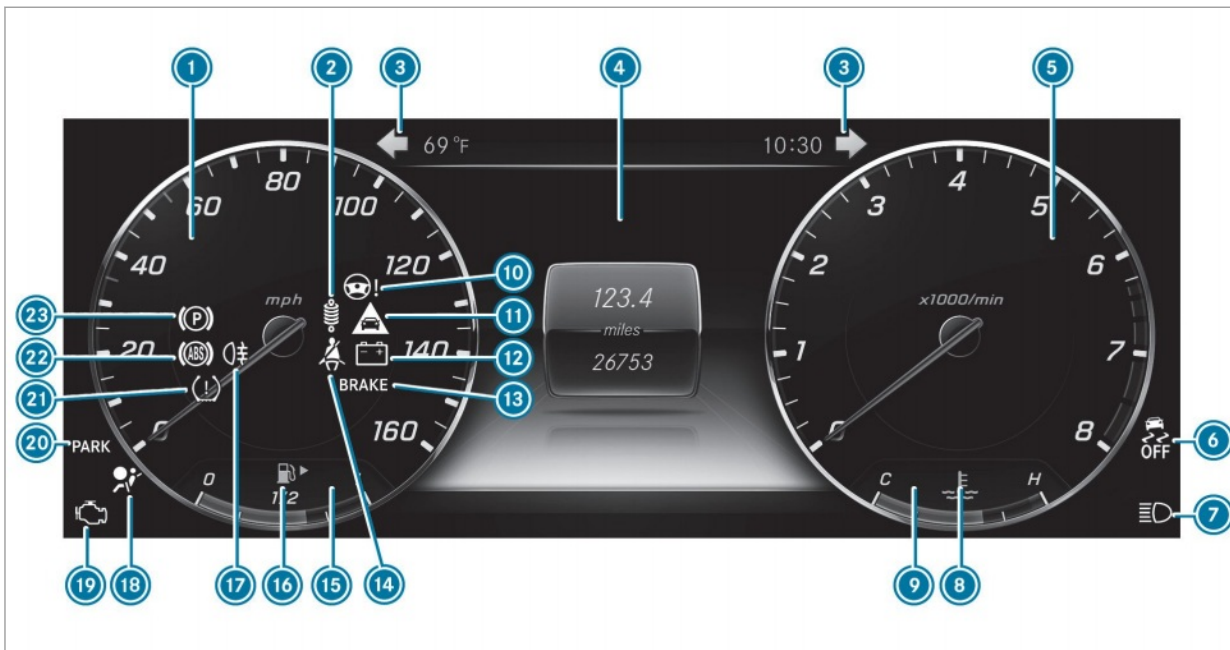 1 2 3 4 3 5
69 °F 10:30
80
60 100
40 120
20 140
0 160
mph
10
11
12
13
BRAKE
23
22
21
20
P
ABS
!
!
- +
PARK
123.4
miles
26753
4
3 5
2 6
1 7
0 8
x1000/min
OFF
6
7
0 1/2
C H
19 18 17 16 15 14 9 8